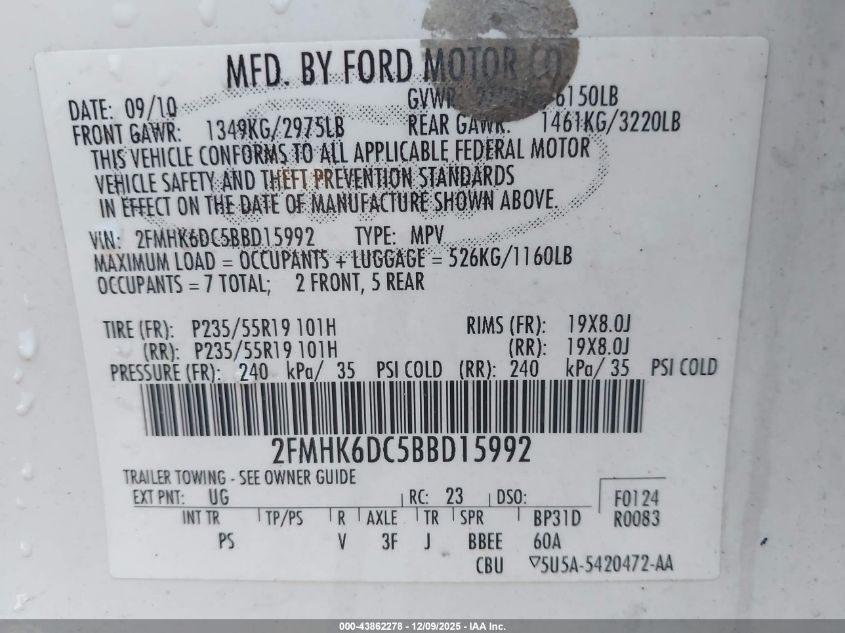 MFD. BY FORD MOTOR CO
DATE: 09/10 GVWR 6150LB
FRONT GAWR: 1349KG/2975LB REAR GAWR: 1461KG/3220LB
THIS VEHICLE CONFORMS TO ALL APPLICABLE FEDERAL MOTOR
VEHICLE SAFETY AND THEFT PREVENTION STANDARDS
IN EFFECT ON THE DATE OF MANUFACTURE SHOWN ABOVE.
VIN: 2FMHK6DC5BBD15992 TYPE: MPV
MAXIMUM LOAD = OCCUPANTS + LUGGAGE = 526KG/1160LB
OCCUPANTS = 7 TOTAL; 2 FRONT, 5 REAR
TIRE (FR): P235/55R19 101H RIMS (FR): 19X8.0J
(RR): P235/55R19 101H (RR): 19X8.0J
PRESSURE (FR): 240 kPa/ 35 PSI COLD (RR): 240 kPa/ 35 PSI COLD
2FMHK6DC5BBD15992
TRAILER TOWING - SEE OWNER GUIDE
EXT PNT: UG RC: 23 DSO: F0124
INT TR TP/PS R AXLE TR SPR BP31D R0083
PS V 3F J BBEE 60A
CBU ▽5U5A-5420472-AA
000-43862278 - 12/09/2025 - IAA Inc.